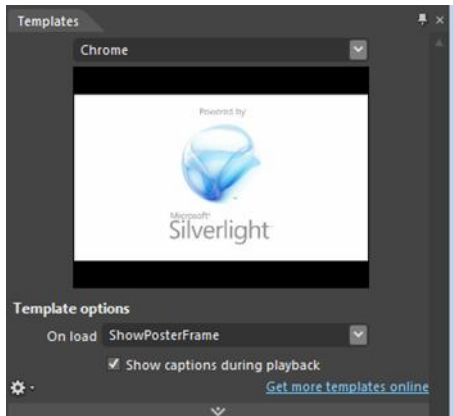 Templates
Chrome
Powered by
Microsoft®
Silverlight
Template options
On load ShowPosterFrame
Show captions during playback
Get more templates online